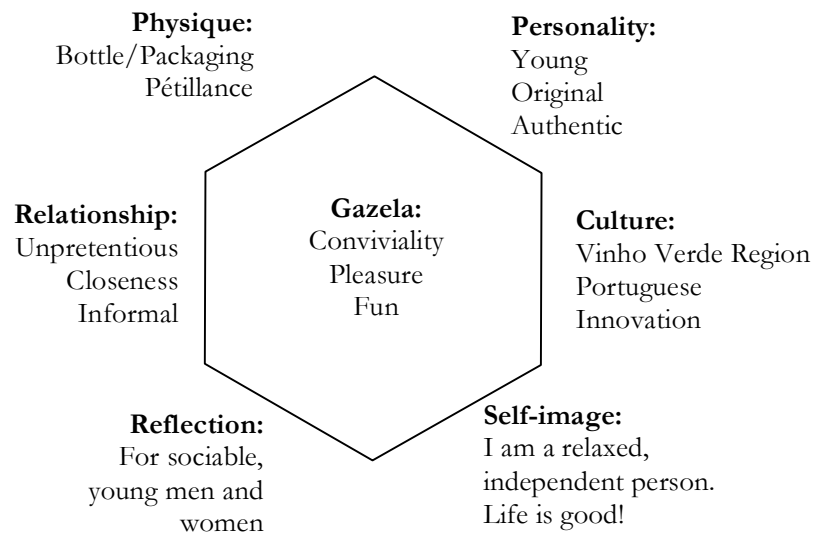 Physique:
Bottle/Packaging
Pétillance
Personality:
Young
Original
Authentic
Relationship:
Unpretentious
Closeness
Informal
Gazela:
Conviviality
Pleasure
Fun
Culture:
Vinho Verde Region
Portuguese
Innovation
Reflection:
For sociable,
young men and
women
Self-image:
I am a relaxed,
independent person.
Life is good!